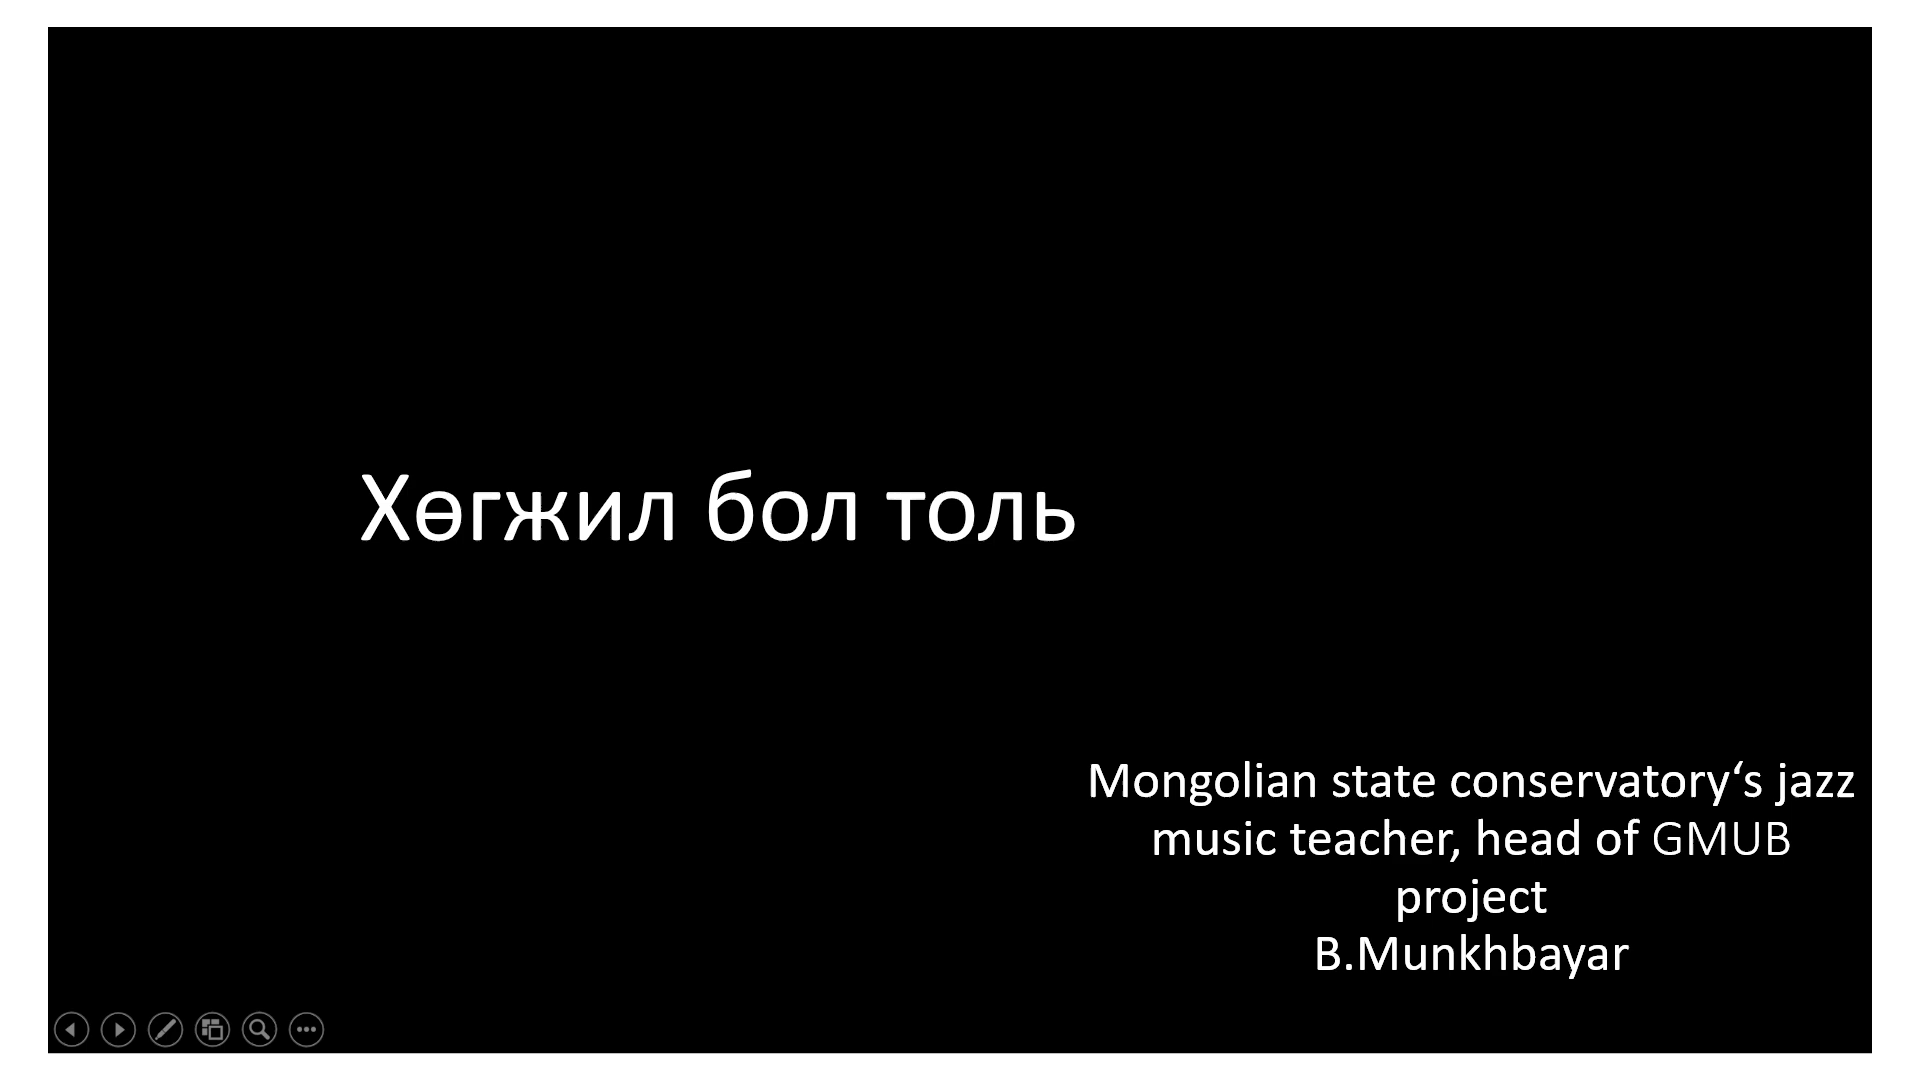 Хөгжил бол толь
Mongolian state conservatory‘s jazz
music teacher, head of GMUB
project
B.Munkhbayar